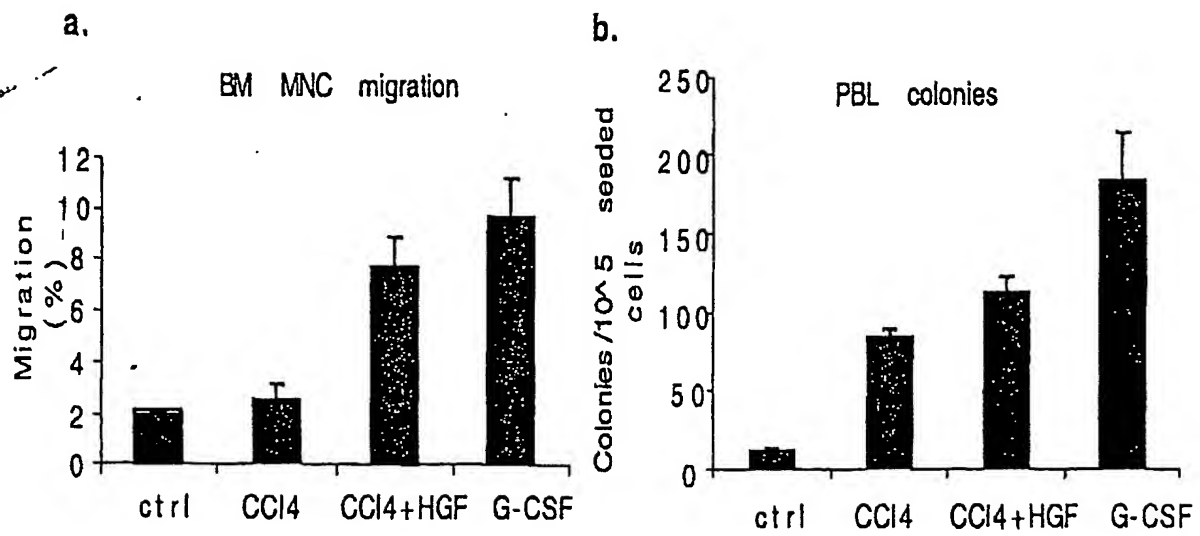 a.
BM MNC migration
Migration
(%)
12
10
8
6
4
2
0
ctrl CCl4 CCl4+HGF G-CSF
b.
PBL colonies
Colonies/10^5 seeded
cells
250
200
150
100
50
0
ctrl CCl4 CCl4+HGF G-CSF